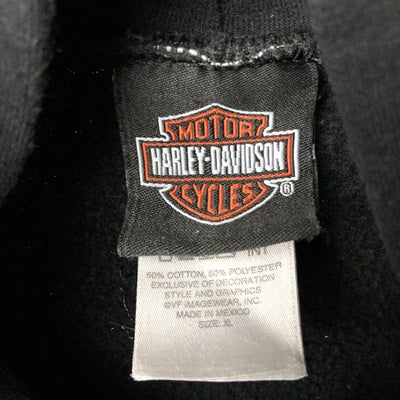 MOTOR
HARLEY-DAVIDSON
CYCLES®
INT
50% COTTON, 50% POLYESTER
EXCLUSIVE OF DECORATION
STYLE AND GRAPHICS
©VF IMAGEWEAR, INC.
MADE IN MEXICO
SIZE: XL